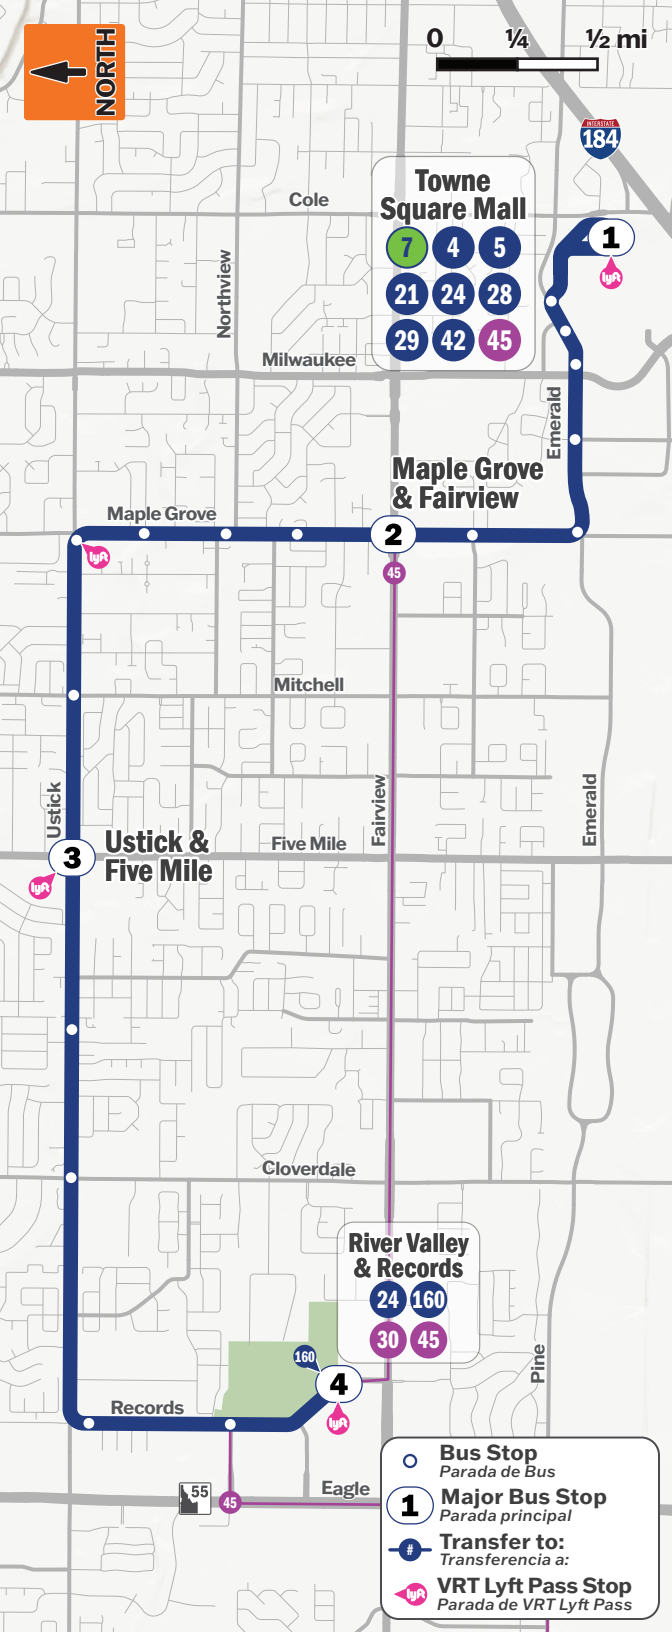 NORTH
0 ¼ ½ mi
INTERSTATE
184
Towne
Square Mall
7 4 5
21 24 28
29 42 45
1
lyft
Cole
Northview
Milwaukee
Emerald
Maple Grove
& Fairview
Maple Grove
2
lyft
45
Mitchell
Ustick
Fairview
Emerald
3
Ustick &
Five Mile
Five Mile
lyft
Cloverdale
River Valley
& Records
24 160
30 45
160
4
lyft
Pine
Records
55
45
Eagle
Bus Stop
Parada de Bus
1
Major Bus Stop
Parada principal
#
Transfer to:
Transferencia a:
lyft
VRT Lyft Pass Stop
Parada de VRT Lyft Pass